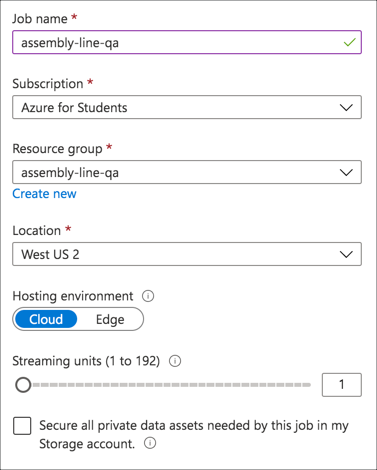 Job name *
assembly-line-qa
Subscription *
Azure for Students
Resource group *
assembly-line-qa
Create new
Location *
West US 2
Hosting environment
Cloud Edge
Streaming units (1 to 192)
1
Secure all private data assets needed by this job in my
Storage account.